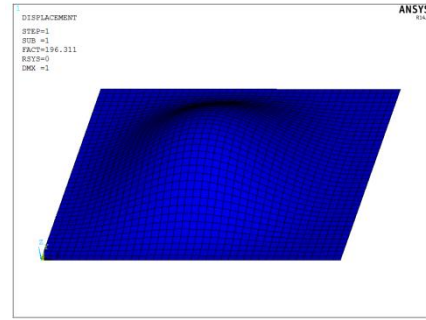 1
DISPLACEMENT
STEP=1
SUB =1
FACT=196.311
RSYS=0
DMX =1
ANSYS